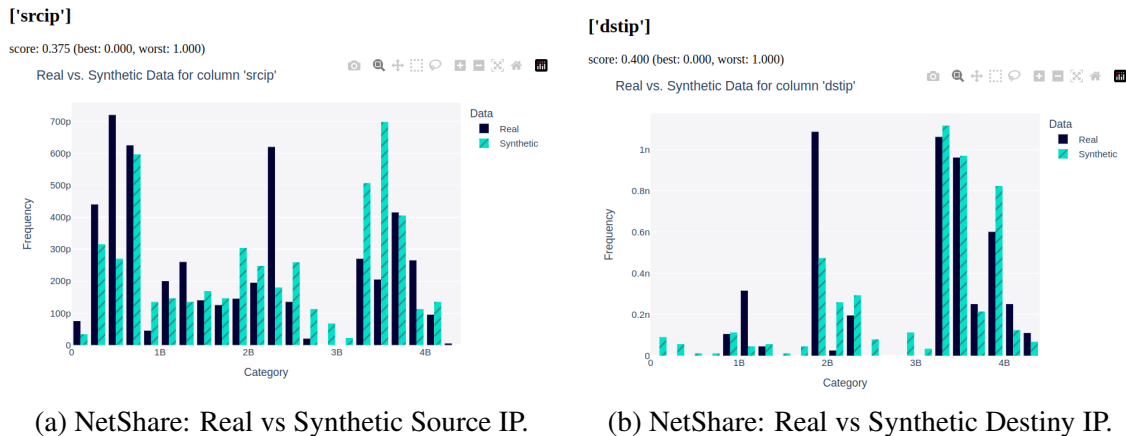 ['srcip']
score: 0.375 (best: 0.000, worst: 1.000)
Real vs. Synthetic Data for column 'srcip'
Data
Real
Synthetic
700p
600p
500p
400p
300p
200p
100p
0
Frequency
0
1B
2B
3B
4B
Category
(a) NetShare: Real vs Synthetic Source IP.
['dstip']
score: 0.400 (best: 0.000, worst: 1.000)
Real vs. Synthetic Data for column 'dstip'
Data
Real
Synthetic
1n
0.8n
0.6n
0.4n
0.2n
0
Frequency
0
1B
2B
3B
4B
Category
(b) NetShare: Real vs Synthetic Destiny IP.